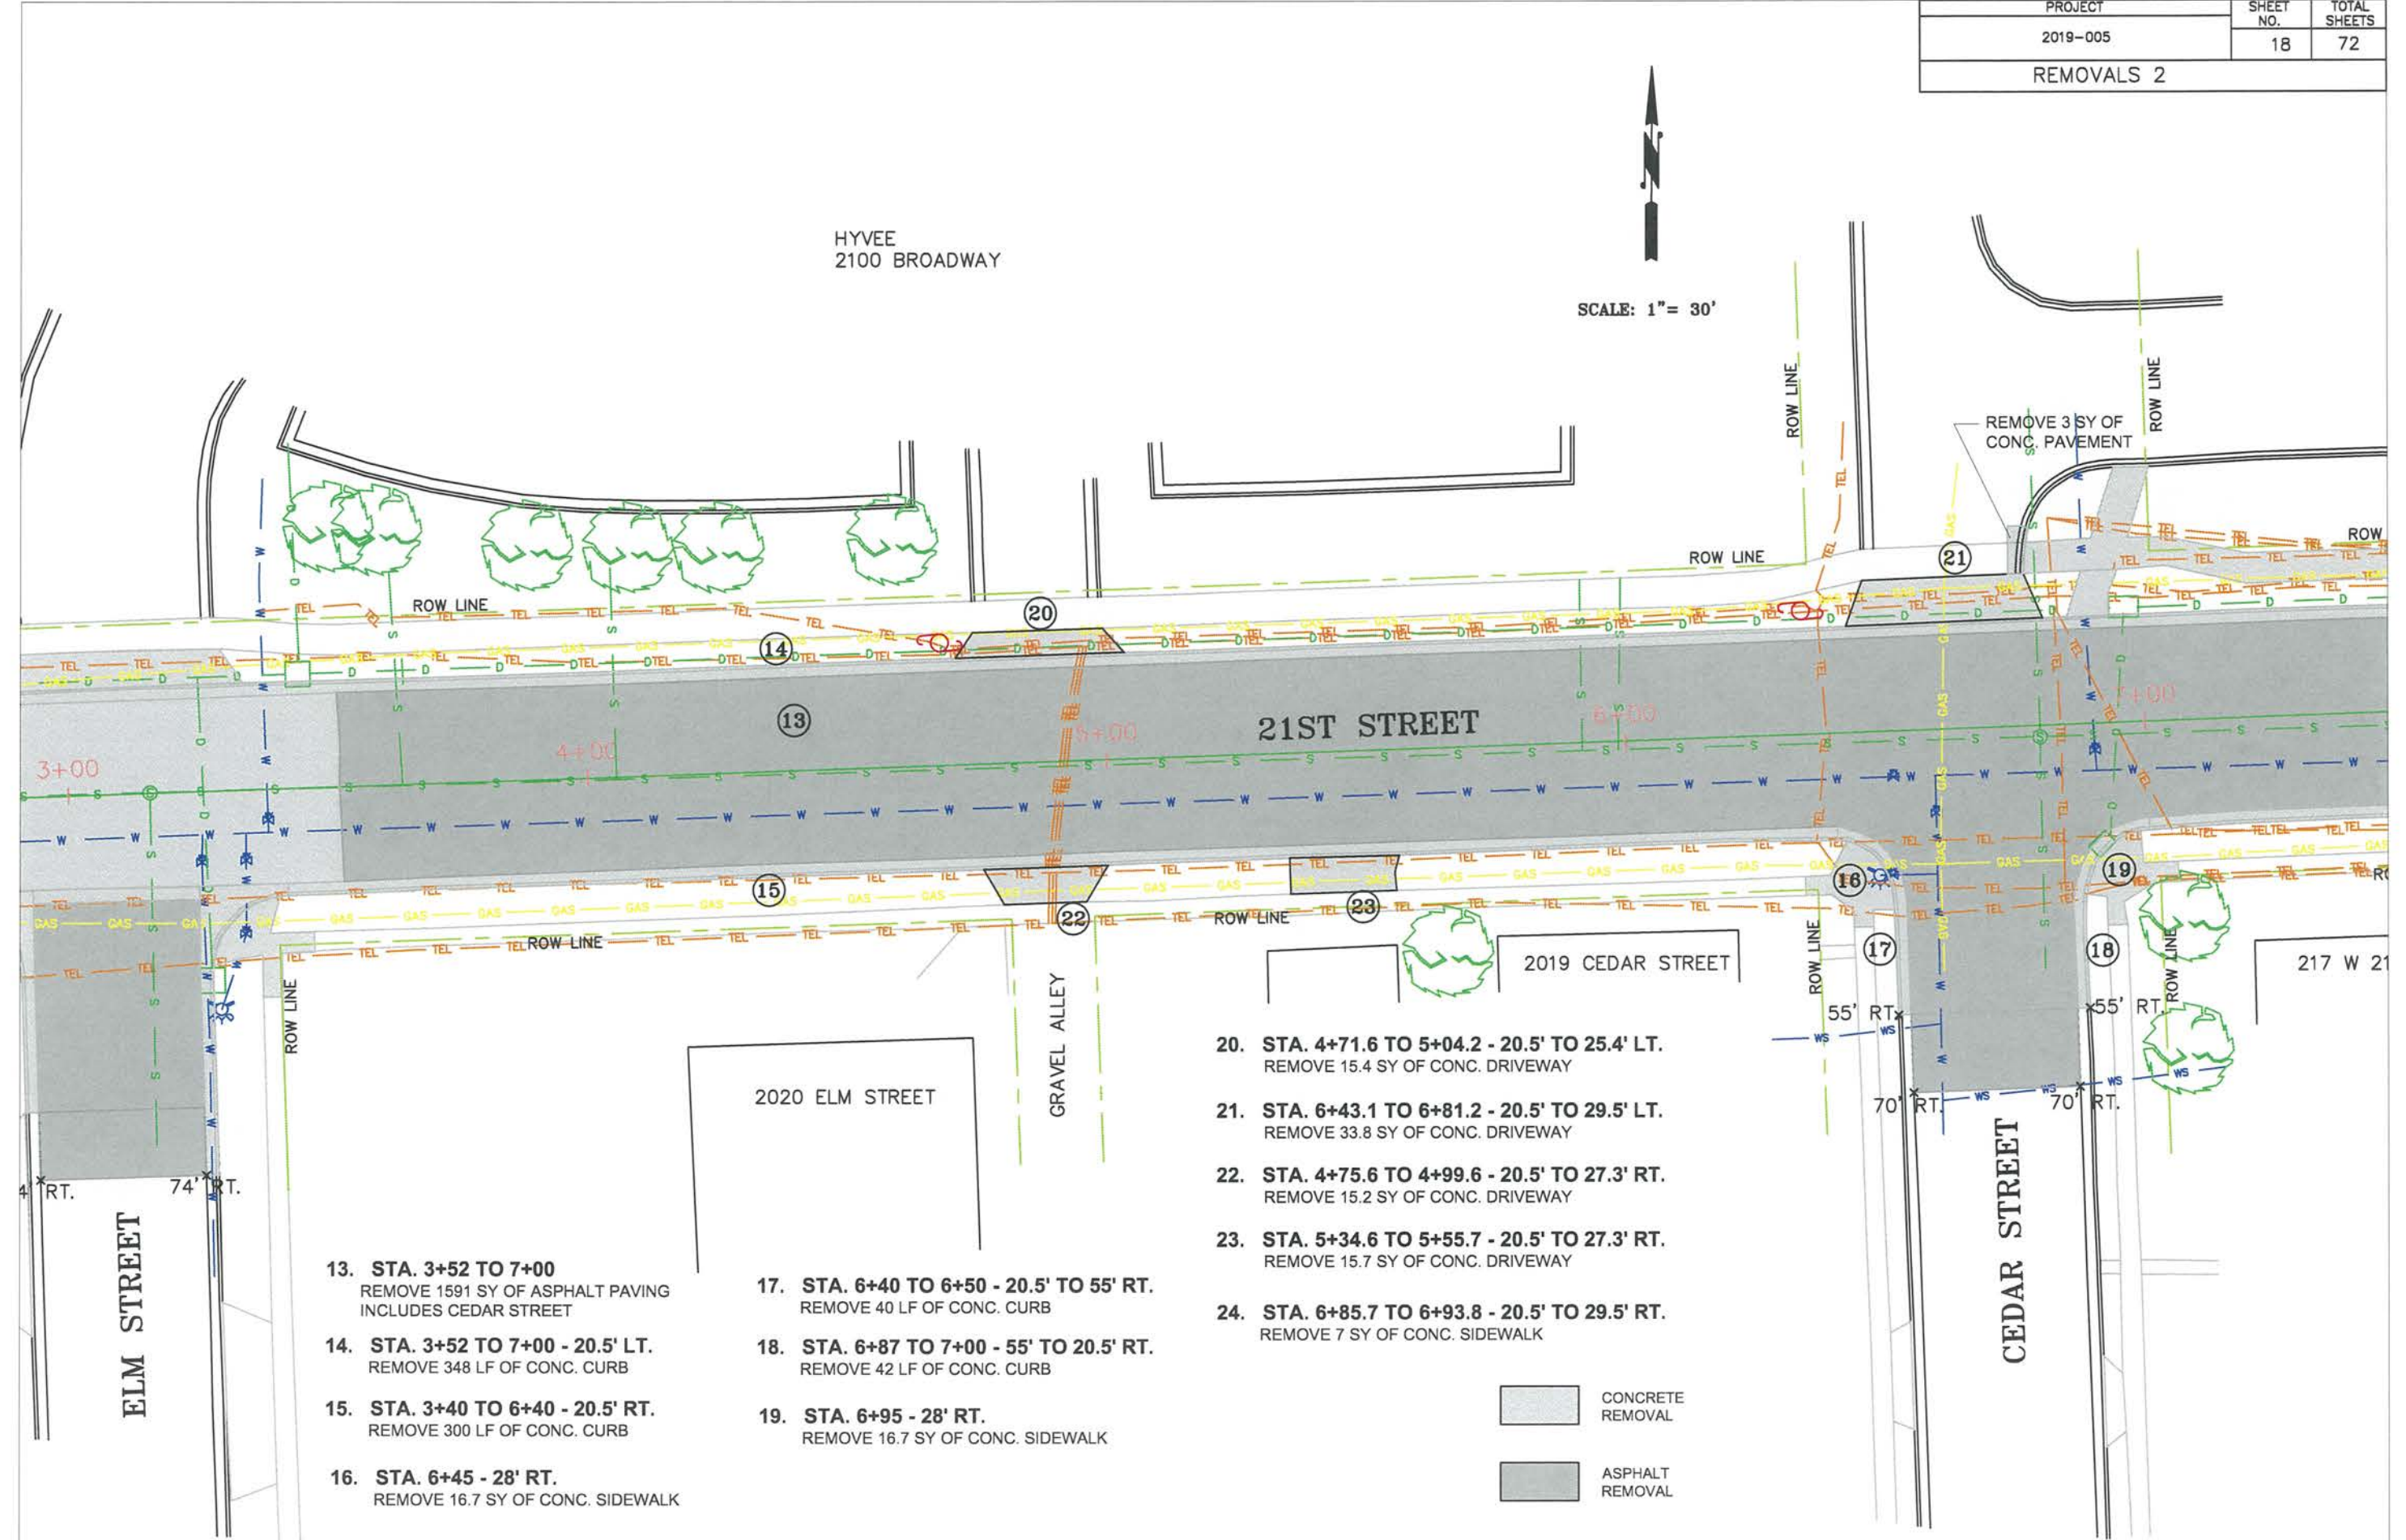 PROJECT
SHEET NO.
TOTAL SHEETS
2019-005
18
72
REMOVALS 2
HYVEE
2100 BROADWAY
SCALE: 1"= 30'
ROW LINE
ROW LINE
REMOVE 3 SY OF
CONC. PAVEMENT
ROW LINE
ROW LINE
ROW
21
20
14
13
21ST STREET
3+00
4+00
5+00
6+00
7+00
15
22
23
16
19
17
18
ROW LINE
ROW LINE
ROW LINE
ROW LINE
ROW LINE
2019 CEDAR STREET
217 W 21
55' RT.
55' RT.
70' RT.
70' RT.
GRAVEL ALLEY
2020 ELM STREET
4' RT.
74' RT.
ELM STREET
CEDAR STREET
13. STA. 3+52 TO 7+00
REMOVE 1591 SY OF ASPHALT PAVING
INCLUDES CEDAR STREET
14. STA. 3+52 TO 7+00 - 20.5' LT.
REMOVE 348 LF OF CONC. CURB
15. STA. 3+40 TO 6+40 - 20.5' RT.
REMOVE 300 LF OF CONC. CURB
16. STA. 6+45 - 28' RT.
REMOVE 16.7 SY OF CONC. SIDEWALK
17. STA. 6+40 TO 6+50 - 20.5' TO 55' RT.
REMOVE 40 LF OF CONC. CURB
18. STA. 6+87 TO 7+00 - 55' TO 20.5' RT.
REMOVE 42 LF OF CONC. CURB
19. STA. 6+95 - 28' RT.
REMOVE 16.7 SY OF CONC. SIDEWALK
20. STA. 4+71.6 TO 5+04.2 - 20.5' TO 25.4' LT.
REMOVE 15.4 SY OF CONC. DRIVEWAY
21. STA. 6+43.1 TO 6+81.2 - 20.5' TO 29.5' LT.
REMOVE 33.8 SY OF CONC. DRIVEWAY
22. STA. 4+75.6 TO 4+99.6 - 20.5' TO 27.3' RT.
REMOVE 15.2 SY OF CONC. DRIVEWAY
23. STA. 5+34.6 TO 5+55.7 - 20.5' TO 27.3' RT.
REMOVE 15.7 SY OF CONC. DRIVEWAY
24. STA. 6+85.7 TO 6+93.8 - 20.5' TO 29.5' RT.
REMOVE 7 SY OF CONC. SIDEWALK
CONCRETE
REMOVAL
ASPHALT
REMOVAL